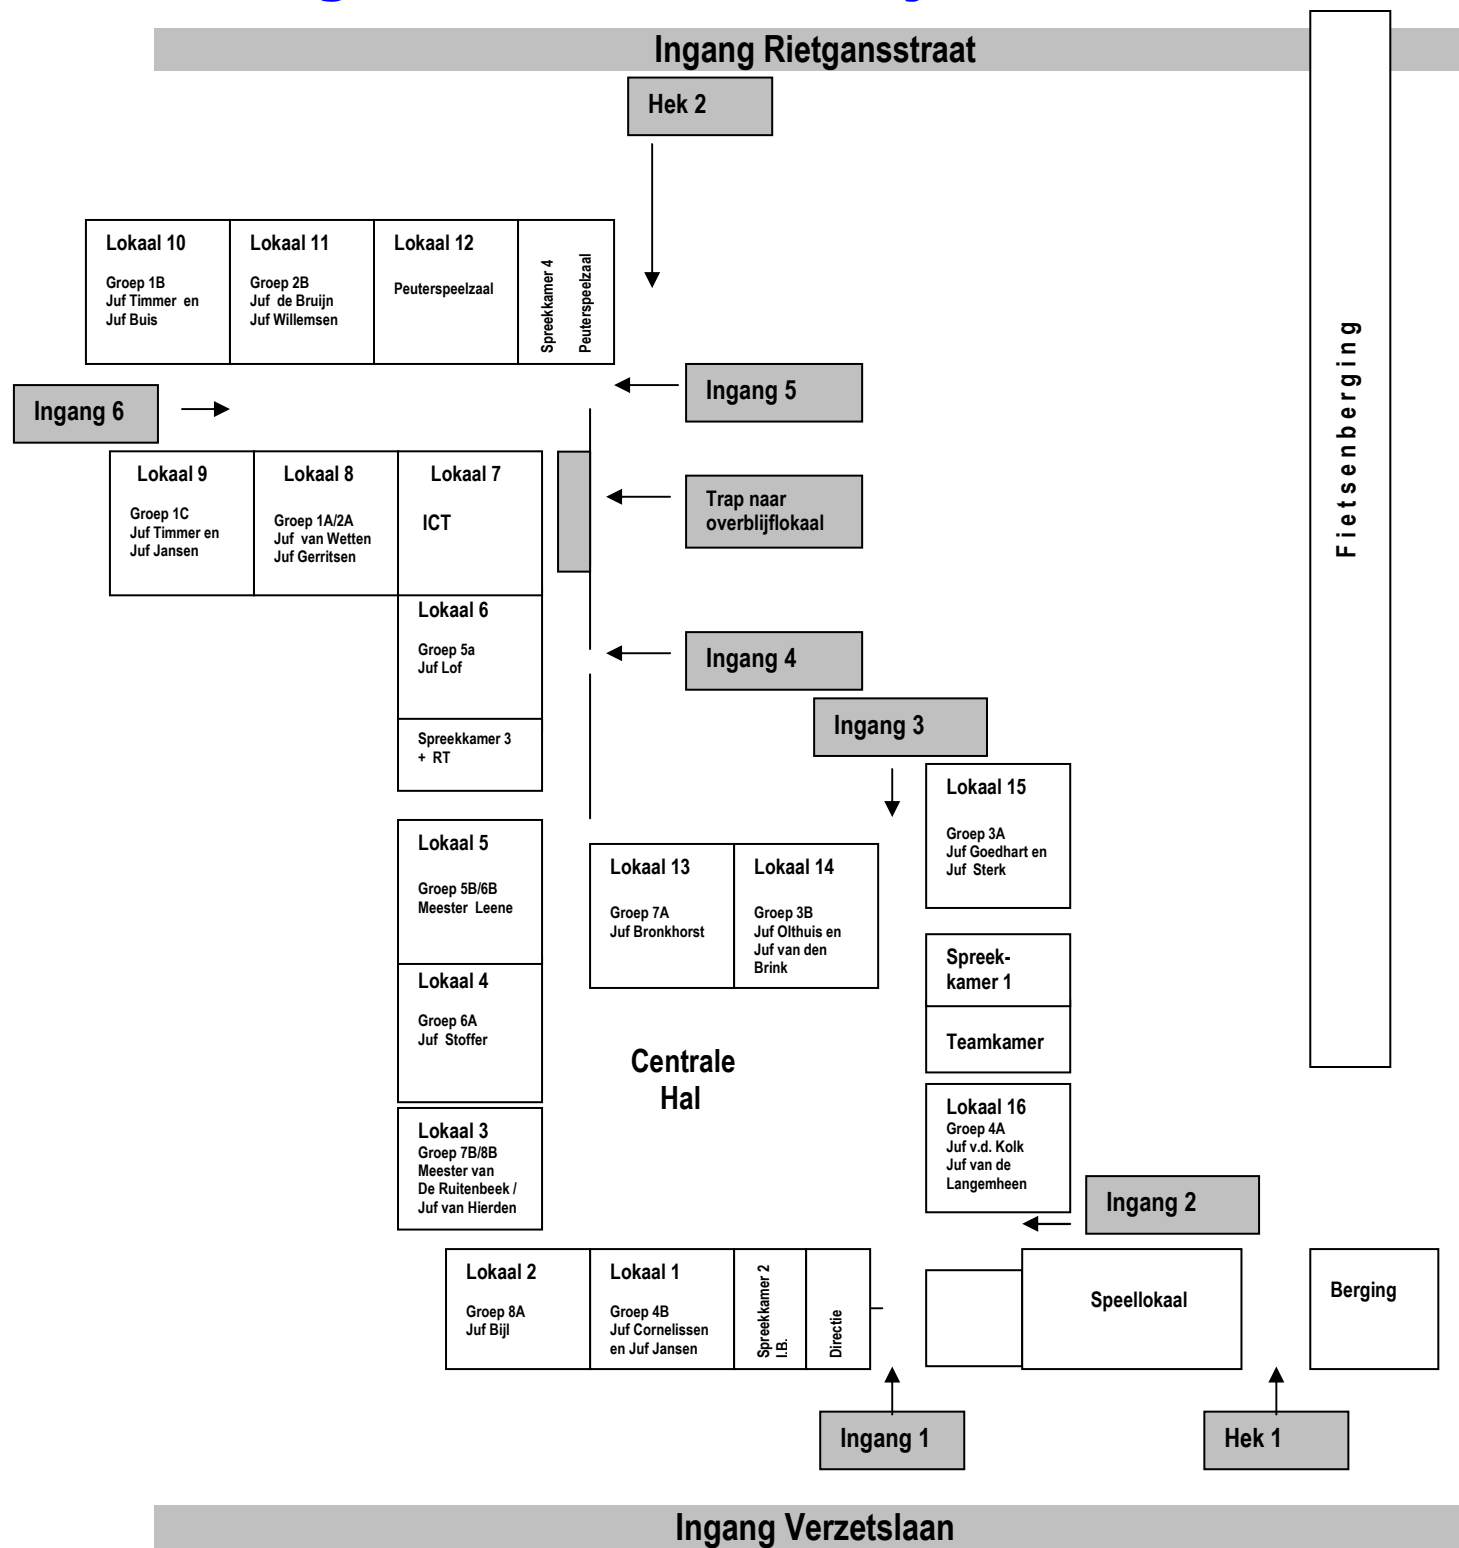 Ingang Rietgansstraat
Hek 2
Lokaal 10
Groep 1B
Juf Timmer en
Juf Buis
Lokaal 11
Groep 2B
Juf de Bruijn
Juf Willemsen
Lokaal 12
Peuterspeelzaal
Spreekkamer 4
Peuterspeelzaal
Fietsenberging
Ingang 5
Ingang 6
Lokaal 9
Groep 1C
Juf Timmer en
Juf Jansen
Lokaal 8
Groep 1A/2A
Juf van Wetten
Juf Gerritsen
Lokaal 7
ICT
Trap naar
overblijflokaal
Lokaal 6
Groep 5a
Juf Lof
Ingang 4
Spreekkamer 3
+ RT
Ingang 3
Lokaal 15
Groep 3A
Juf Goedhart en
Juf Sterk
Lokaal 5
Groep 5B/6B
Meester Leene
Lokaal 13
Groep 7A
Juf Bronkhorst
Lokaal 14
Groep 3B
Juf Olthuis en
Juf van den
Brink
Spreek-
kamer 1
Teamkamer
Lokaal 4
Groep 6A
Juf Stoffer
Centrale
Hal
Lokaal 3
Groep 7B/8B
Meester van
De Ruitenbeek /
Juf van Hierden
Lokaal 16
Groep 4A
Juf v.d. Kolk
Juf van de
Langemheen
Ingang 2
Lokaal 2
Groep 8A
Juf Bijl
Lokaal 1
Groep 4B
Juf Cornelissen
en Juf Jansen
Spreekkamer 2
I.B.
Directie
Speellokaal
Berging
Ingang 1
Hek 1
Ingang Verzetslaan